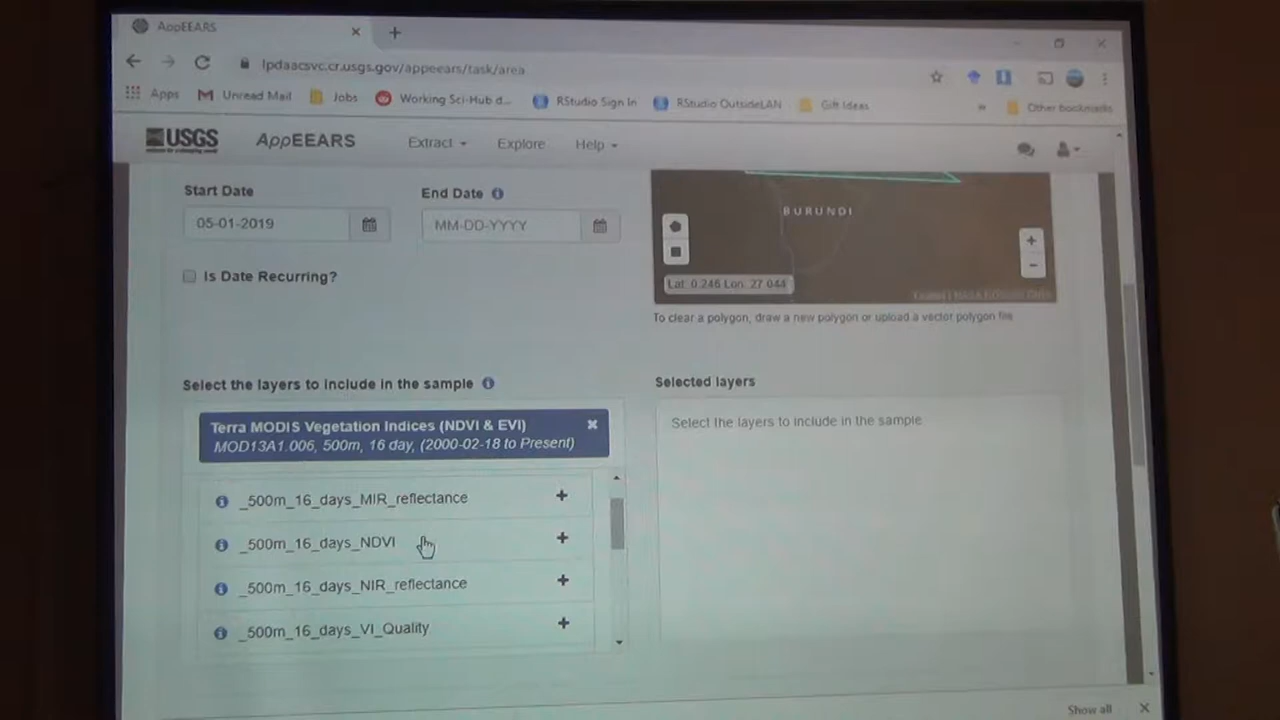 AppEEARS
lpdaacsvc.cr.usgs.gov/appeears/task/area
Apps Unread Mail Jobs Working Sci-Hub d... RStudio Sign In RStudio OutsideLAN Gift Ideas » Other bookmarks
USGS AppEEARS Extract Explore Help
Start Date End Date
05-01-2019 MM-DD-YYYY
BURUNDI
Is Date Recurring?
Lat: 0.246 Lon: 27.044
To clear a polygon, draw a new polygon or upload a vector polygon file
Select the layers to include in the sample Selected layers
Terra MODIS Vegetation Indices (NDVI & EVI)
MOD13A1.006, 500m, 16 day, (2000-02-18 to Present)
Select the layers to include in the sample
_500m_16_days_MIR_reflectance
_500m_16_days_NDVI
_500m_16_days_NIR_reflectance
_500m_16_days_VI_Quality
Show all